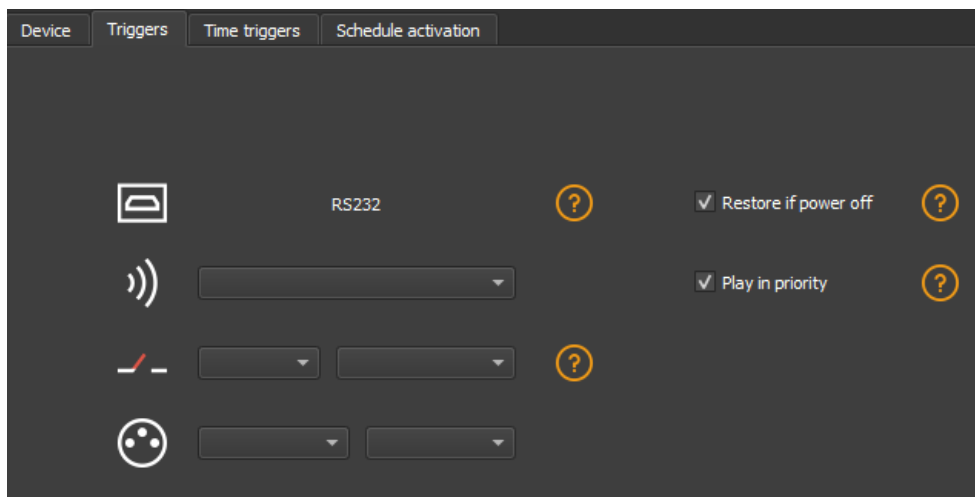 Device Triggers Time triggers Schedule activation
RS232 ? Restore if power off ?
Play in priority ?
?